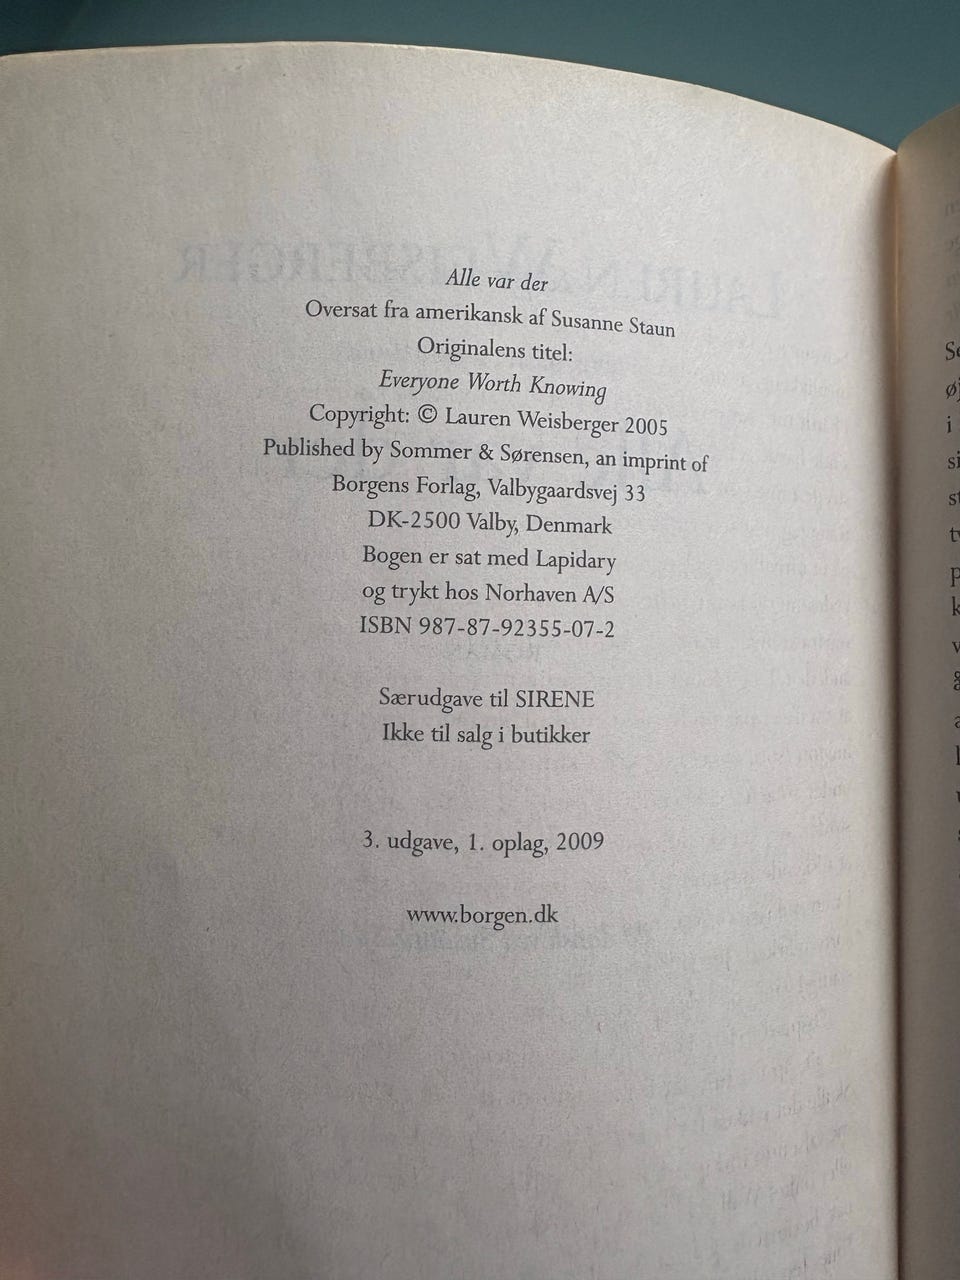 Alle var der
Oversat fra amerikansk af Susanne Staun
Originalens titel:
Everyone Worth Knowing
Copyright: © Lauren Weisberger 2005
Published by Sommer & Sørensen, an imprint of
Borgens Forlag, Valbygaardsvej 33
DK-2500 Valby, Denmark
Bogen er sat med Lapidary
og trykt hos Norhaven A/S
ISBN 987-87-92355-07-2
Særudgave til SIRENE
Ikke til salg i butikker
3. udgave, 1. oplag, 2009
www.borgen.dk